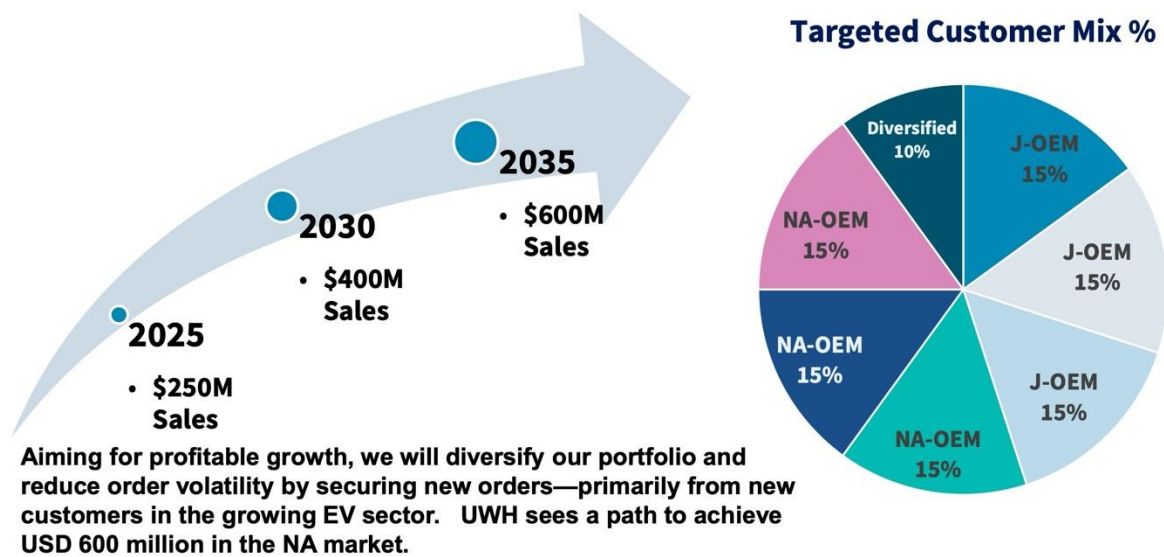 Targeted Customer Mix %
2025
• $250M
Sales
2030
• $400M
Sales
2035
• $600M
Sales
Diversified
10%
J-OEM
15%
J-OEM
15%
J-OEM
15%
NA-OEM
15%
NA-OEM
15%
NA-OEM
15%
Aiming for profitable growth, we will diversify our portfolio and
reduce order volatility by securing new orders—primarily from new
customers in the growing EV sector.   UWH sees a path to achieve
USD 600 million in the NA market.